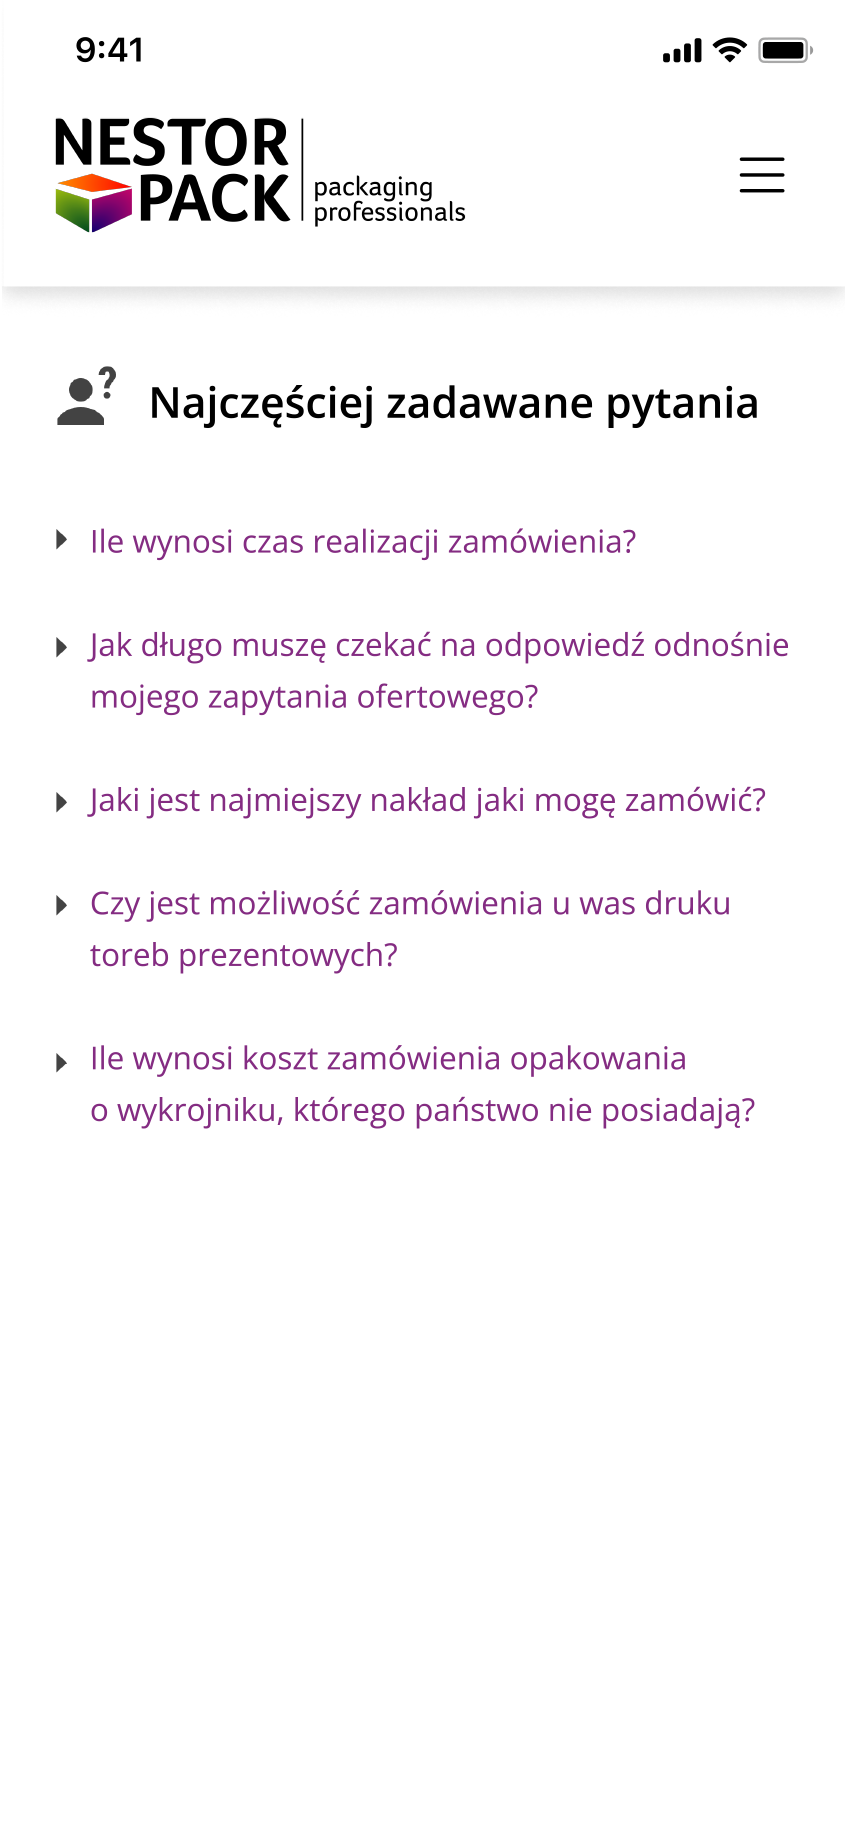 9:41
NESTOR
PACK
packaging
professionals
?
Najczęściej zadawane pytania
Ile wynosi czas realizacji zamówienia?
Jak długo muszę czekać na odpowiedź odnośnie
mojego zapytania ofertowego?
Jaki jest najmiejszy nakład jaki mogę zamówić?
Czy jest możliwość zamówienia u was druku
toreb prezentowych?
Ile wynosi koszt zamówienia opakowania
o wykrojniku, którego państwo nie posiadają?